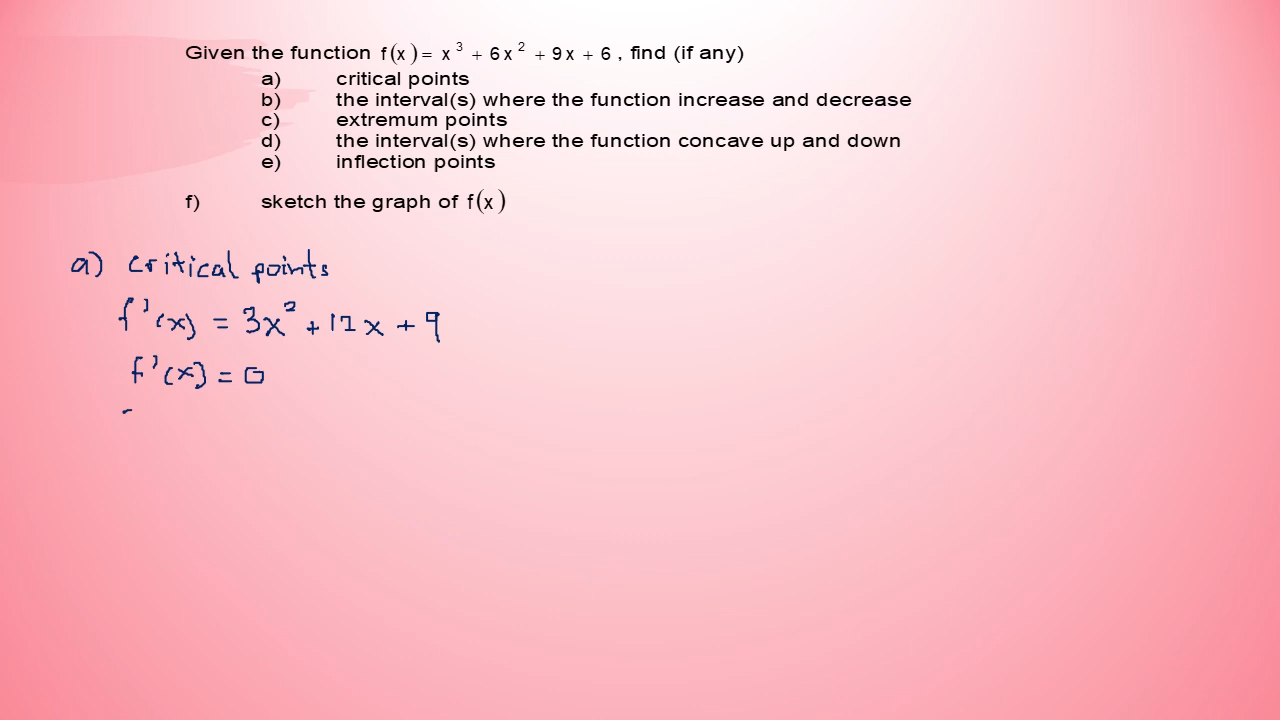 Given the function f(x) = x³ + 6x² + 9x + 6 , find (if any)
a) critical points
b) the interval(s) where the function increase and decrease
c) extremum points
d) the interval(s) where the function concave up and down
e) inflection points
f) sketch the graph of f(x)
a) critical points
f'(x) = 3x² + 12x + 9
f'(x) = 0